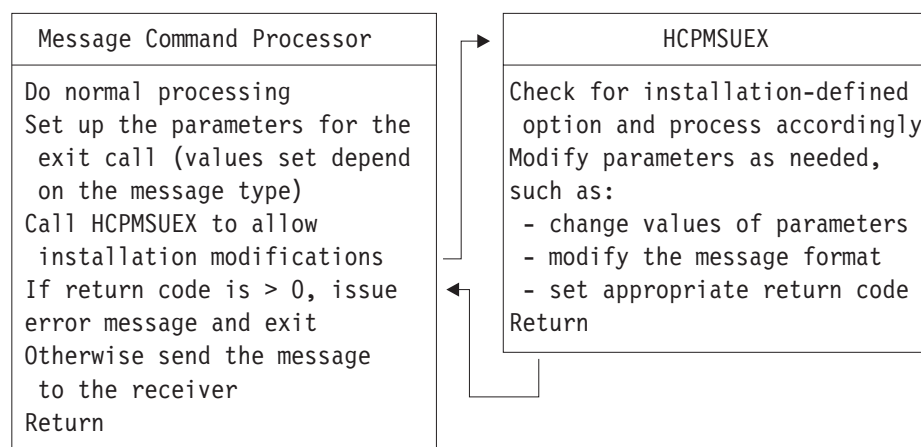 Message Command Processor
Do normal processing
Set up the parameters for the
exit call (values set depend
on the message type)
Call HCPMSUEX to allow
installation modifications
If return code is > 0, issue
error message and exit
Otherwise send the message
to the receiver
Return
HCPMSUEX
Check for installation-defined
option and process accordingly
Modify parameters as needed,
such as:
- change values of parameters
- modify the message format
- set appropriate return code
Return